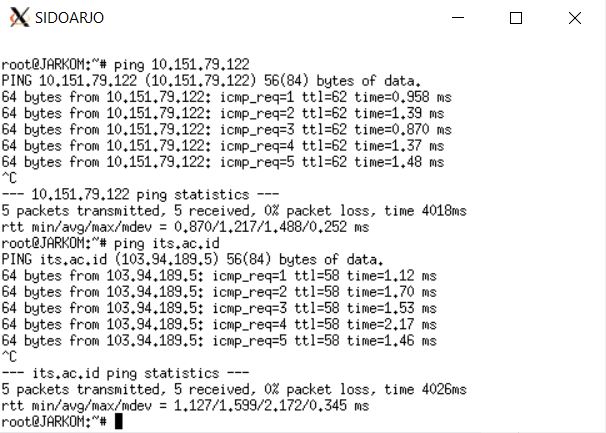 SIDOARJO
root@JARKOM:~# ping 10.151.79.122
PING 10.151.79.122 (10.151.79.122) 56(84) bytes of data.
64 bytes from 10.151.79.122: icmp_req=1 ttl=62 time=0.958 ms
64 bytes from 10.151.79.122: icmp_req=2 ttl=62 time=1.39 ms
64 bytes from 10.151.79.122: icmp_req=3 ttl=62 time=0.870 ms
64 bytes from 10.151.79.122: icmp_req=4 ttl=62 time=1.37 ms
64 bytes from 10.151.79.122: icmp_req=5 ttl=62 time=1.48 ms
^C
--- 10.151.79.122 ping statistics ---
5 packets transmitted, 5 received, 0% packet loss, time 4018ms
rtt min/avg/max/mdev = 0.870/1.217/1.488/0.252 ms
root@JARKOM:~# ping its.ac.id
PING its.ac.id (103.94.189.5) 56(84) bytes of data.
64 bytes from 103.94.189.5: icmp_req=1 ttl=58 time=1.12 ms
64 bytes from 103.94.189.5: icmp_req=2 ttl=58 time=1.70 ms
64 bytes from 103.94.189.5: icmp_req=3 ttl=58 time=1.53 ms
64 bytes from 103.94.189.5: icmp_req=4 ttl=58 time=2.17 ms
64 bytes from 103.94.189.5: icmp_req=5 ttl=58 time=1.46 ms
^C
--- its.ac.id ping statistics ---
5 packets transmitted, 5 received, 0% packet loss, time 4026ms
rtt min/avg/max/mdev = 1.127/1.599/2.172/0.345 ms
root@JARKOM:~#